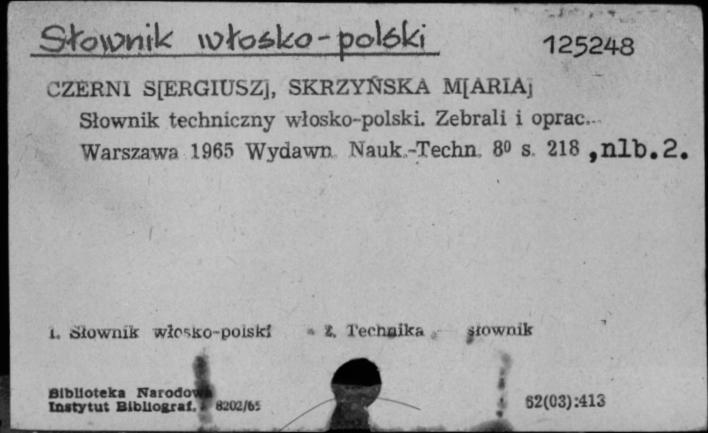 Słownik włosko-polski
125248
CZERNI S[ERGIUSZ], SKRZYŃSKA M[ARIA]
Słownik techniczny włosko-polski. Zebrali i oprac.
Warszawa 1965 Wydawn. Nauk.-Techn. 8⁰ s. 218 ,nlb.2.
1. Słownik włosko-polski 2. Technika słownik
Biblioteka Narodowa
Instytut Bibliograf. 8202/65
62(03):413